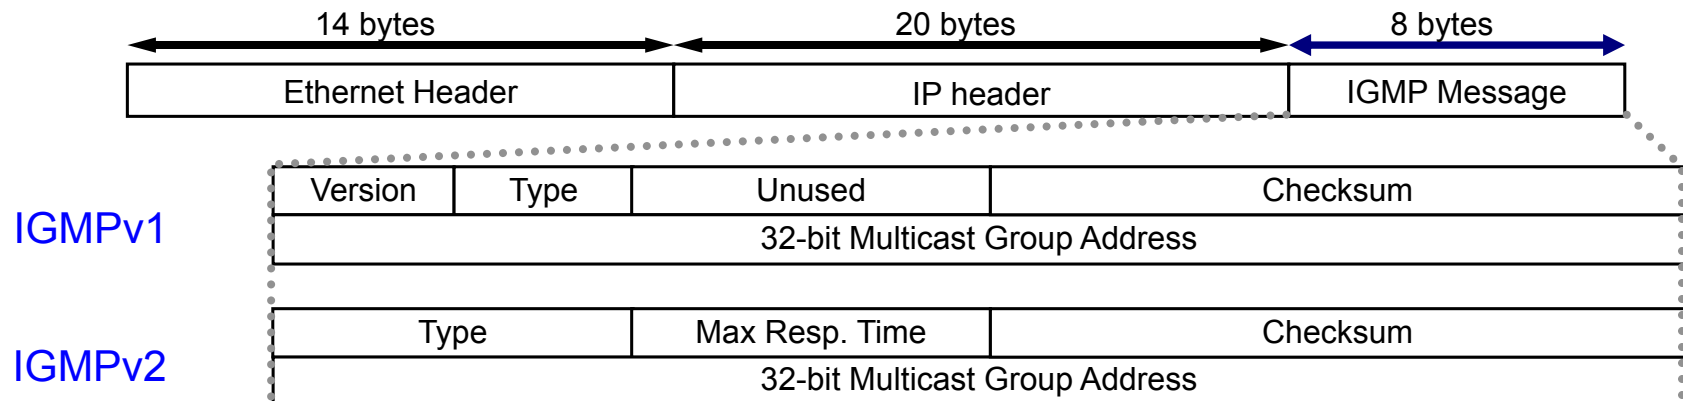 14 bytes 20 bytes 8 bytes
Ethernet Header IP header IGMP Message
Version Type Unused Checksum
IGMPv1
32-bit Multicast Group Address
Type Max Resp. Time Checksum
IGMPv2
32-bit Multicast Group Address